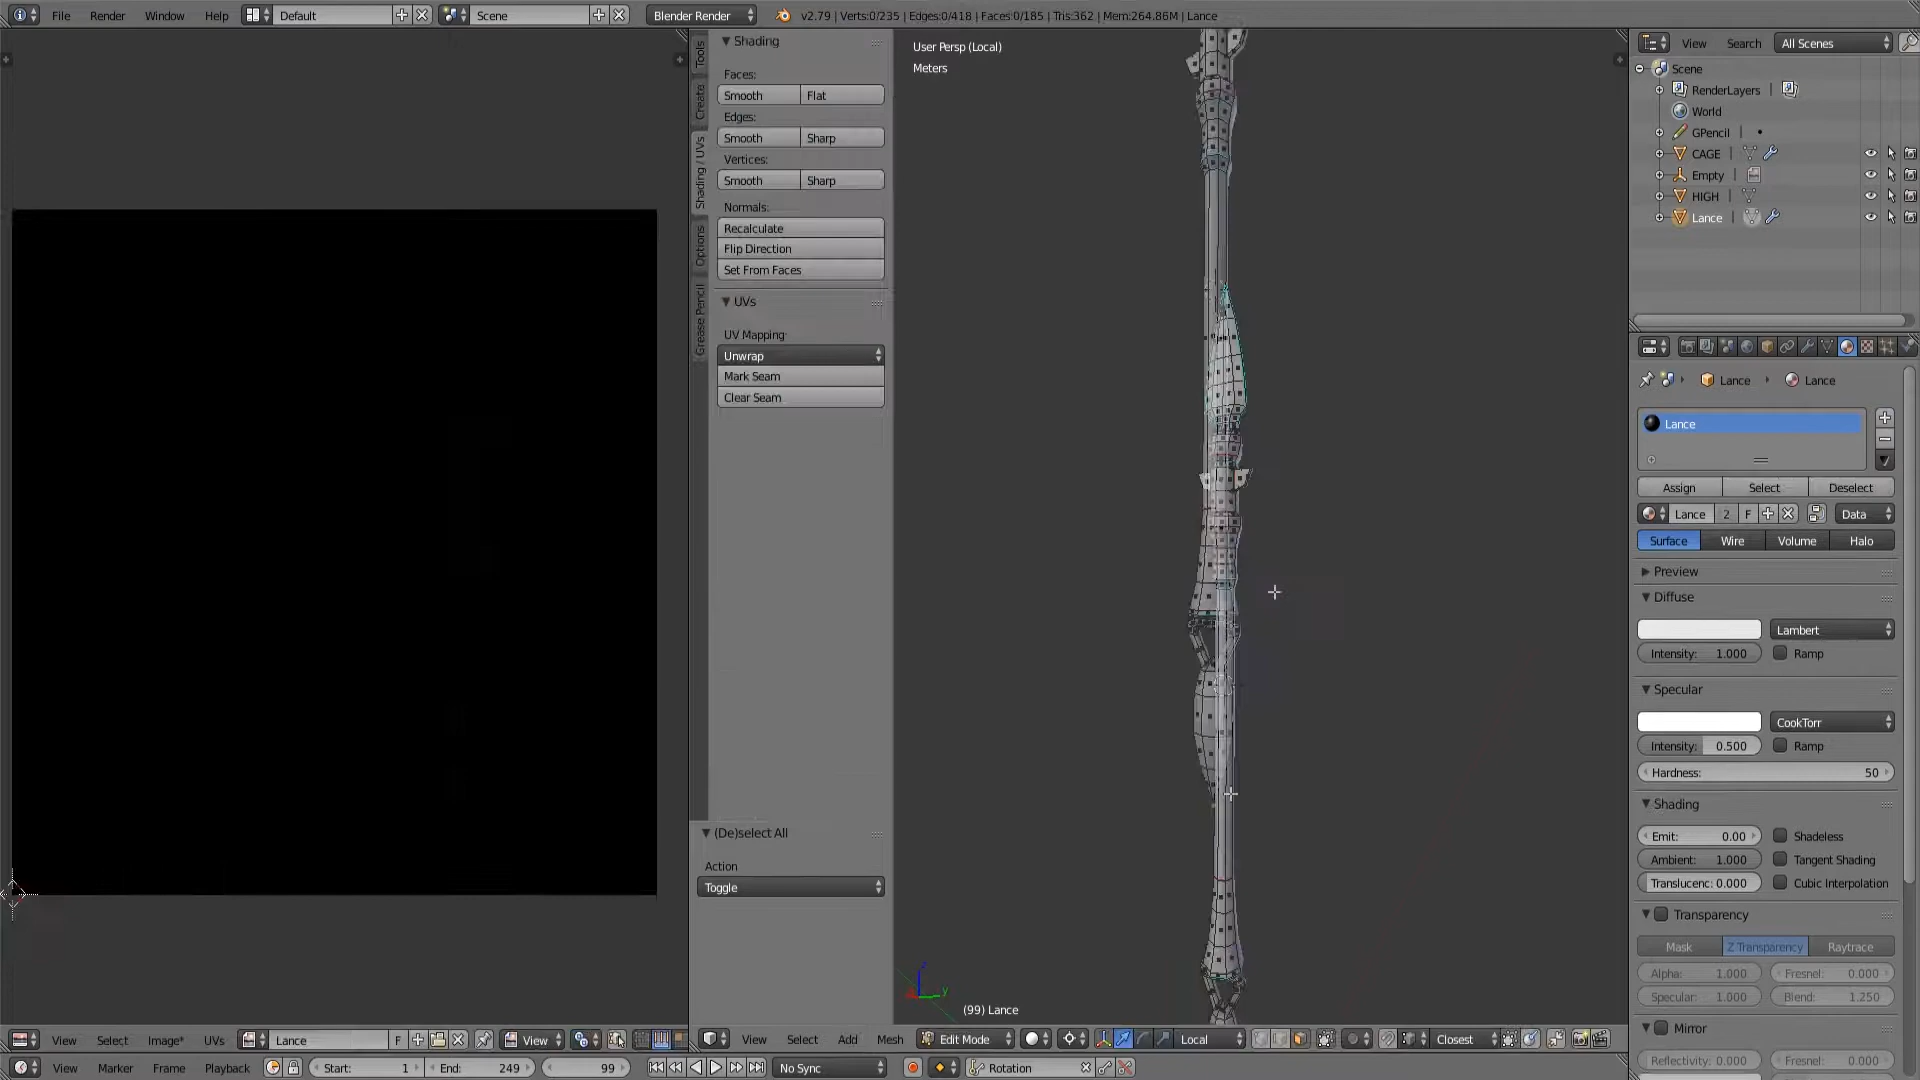 File Render Window Help Default Scene Blender Render v2.79 | Verts:0/235 | Edges:0/418 | Faces:0/185 | Tris:362 | Mem:264.86M | Lance
Tools
Create
Shading / UVs
Options
Grease Pencil
Shading
Faces:
Smooth Flat
Edges:
Smooth Sharp
Vertices:
Smooth Sharp
Normals:
Recalculate
Flip Direction
Set From Faces
UVs
UV Mapping:
Unwrap
Mark Seam
Clear Seam
(De)select All
Action
Toggle
User Persp (Local)
Meters
z
y
(99) Lance
View Search All Scenes
Scene
RenderLayers |
World
GPencil |
CAGE |
Empty |
HIGH |
Lance |
Lance Lance
Lance
Assign Select Deselect
Lance 2 F Data
Surface Wire Volume Halo
Preview
Diffuse
Lambert
Intensity: 1.000 Ramp
Specular
CookTorr
Intensity: 0.500 Ramp
Hardness: 50
Shading
Emit: 0.00 Shadeless
Ambient: 1.000 Tangent Shading
Translucenc: 0.000 Cubic Interpolation
Transparency
Mask Z Transparency Raytrace
Alpha: 1.000 Fresnel: 0.000
Specular: 1.000 Blend: 1.250
Mirror
Reflectivity: 0.000 Fresnel: 0.000
View Select Image* UVs Lance F View
View Select Add Mesh Edit Mode Local Closest
View Marker Frame Playback Start: 1 End: 249 99 No Sync Rotation